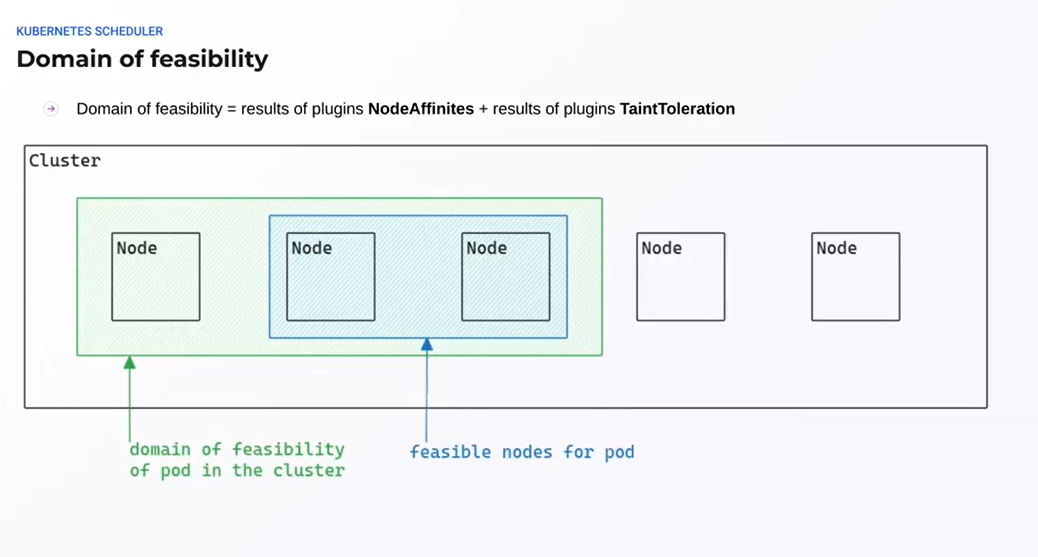 KUBERNETES SCHEDULER
Domain of feasibility
Domain of feasibility = results of plugins NodeAffinites + results of plugins TaintToleration
Cluster
Node
Node
Node
Node
Node
domain of feasibility
of pod in the cluster
feasible nodes for pod